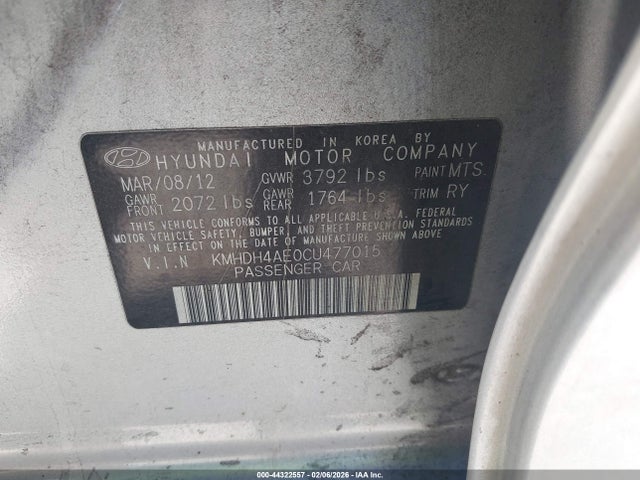 MANUFACTURED IN KOREA BY
HYUNDAI MOTOR COMPANY
MAR/08/12 GVWR 3792 lbs PAINT MTS.
GAWR FRONT 2072 lbs GAWR REAR 1764 lbs TRIM RY
THIS VEHICLE CONFORMS TO ALL APPLICABLE U.S.A. FEDERAL
MOTOR VEHICLE SAFETY, BUMPER, AND THEFT PREVENTION STANDARDS
IN EFFECT ON THE DATE OF MANUFACTURE SHOWN ABOVE.
V.I.N KMHDH4AE0CU477015
PASSENGER CAR
000-44322557 - 02/06/2026 - © IAA, Inc.